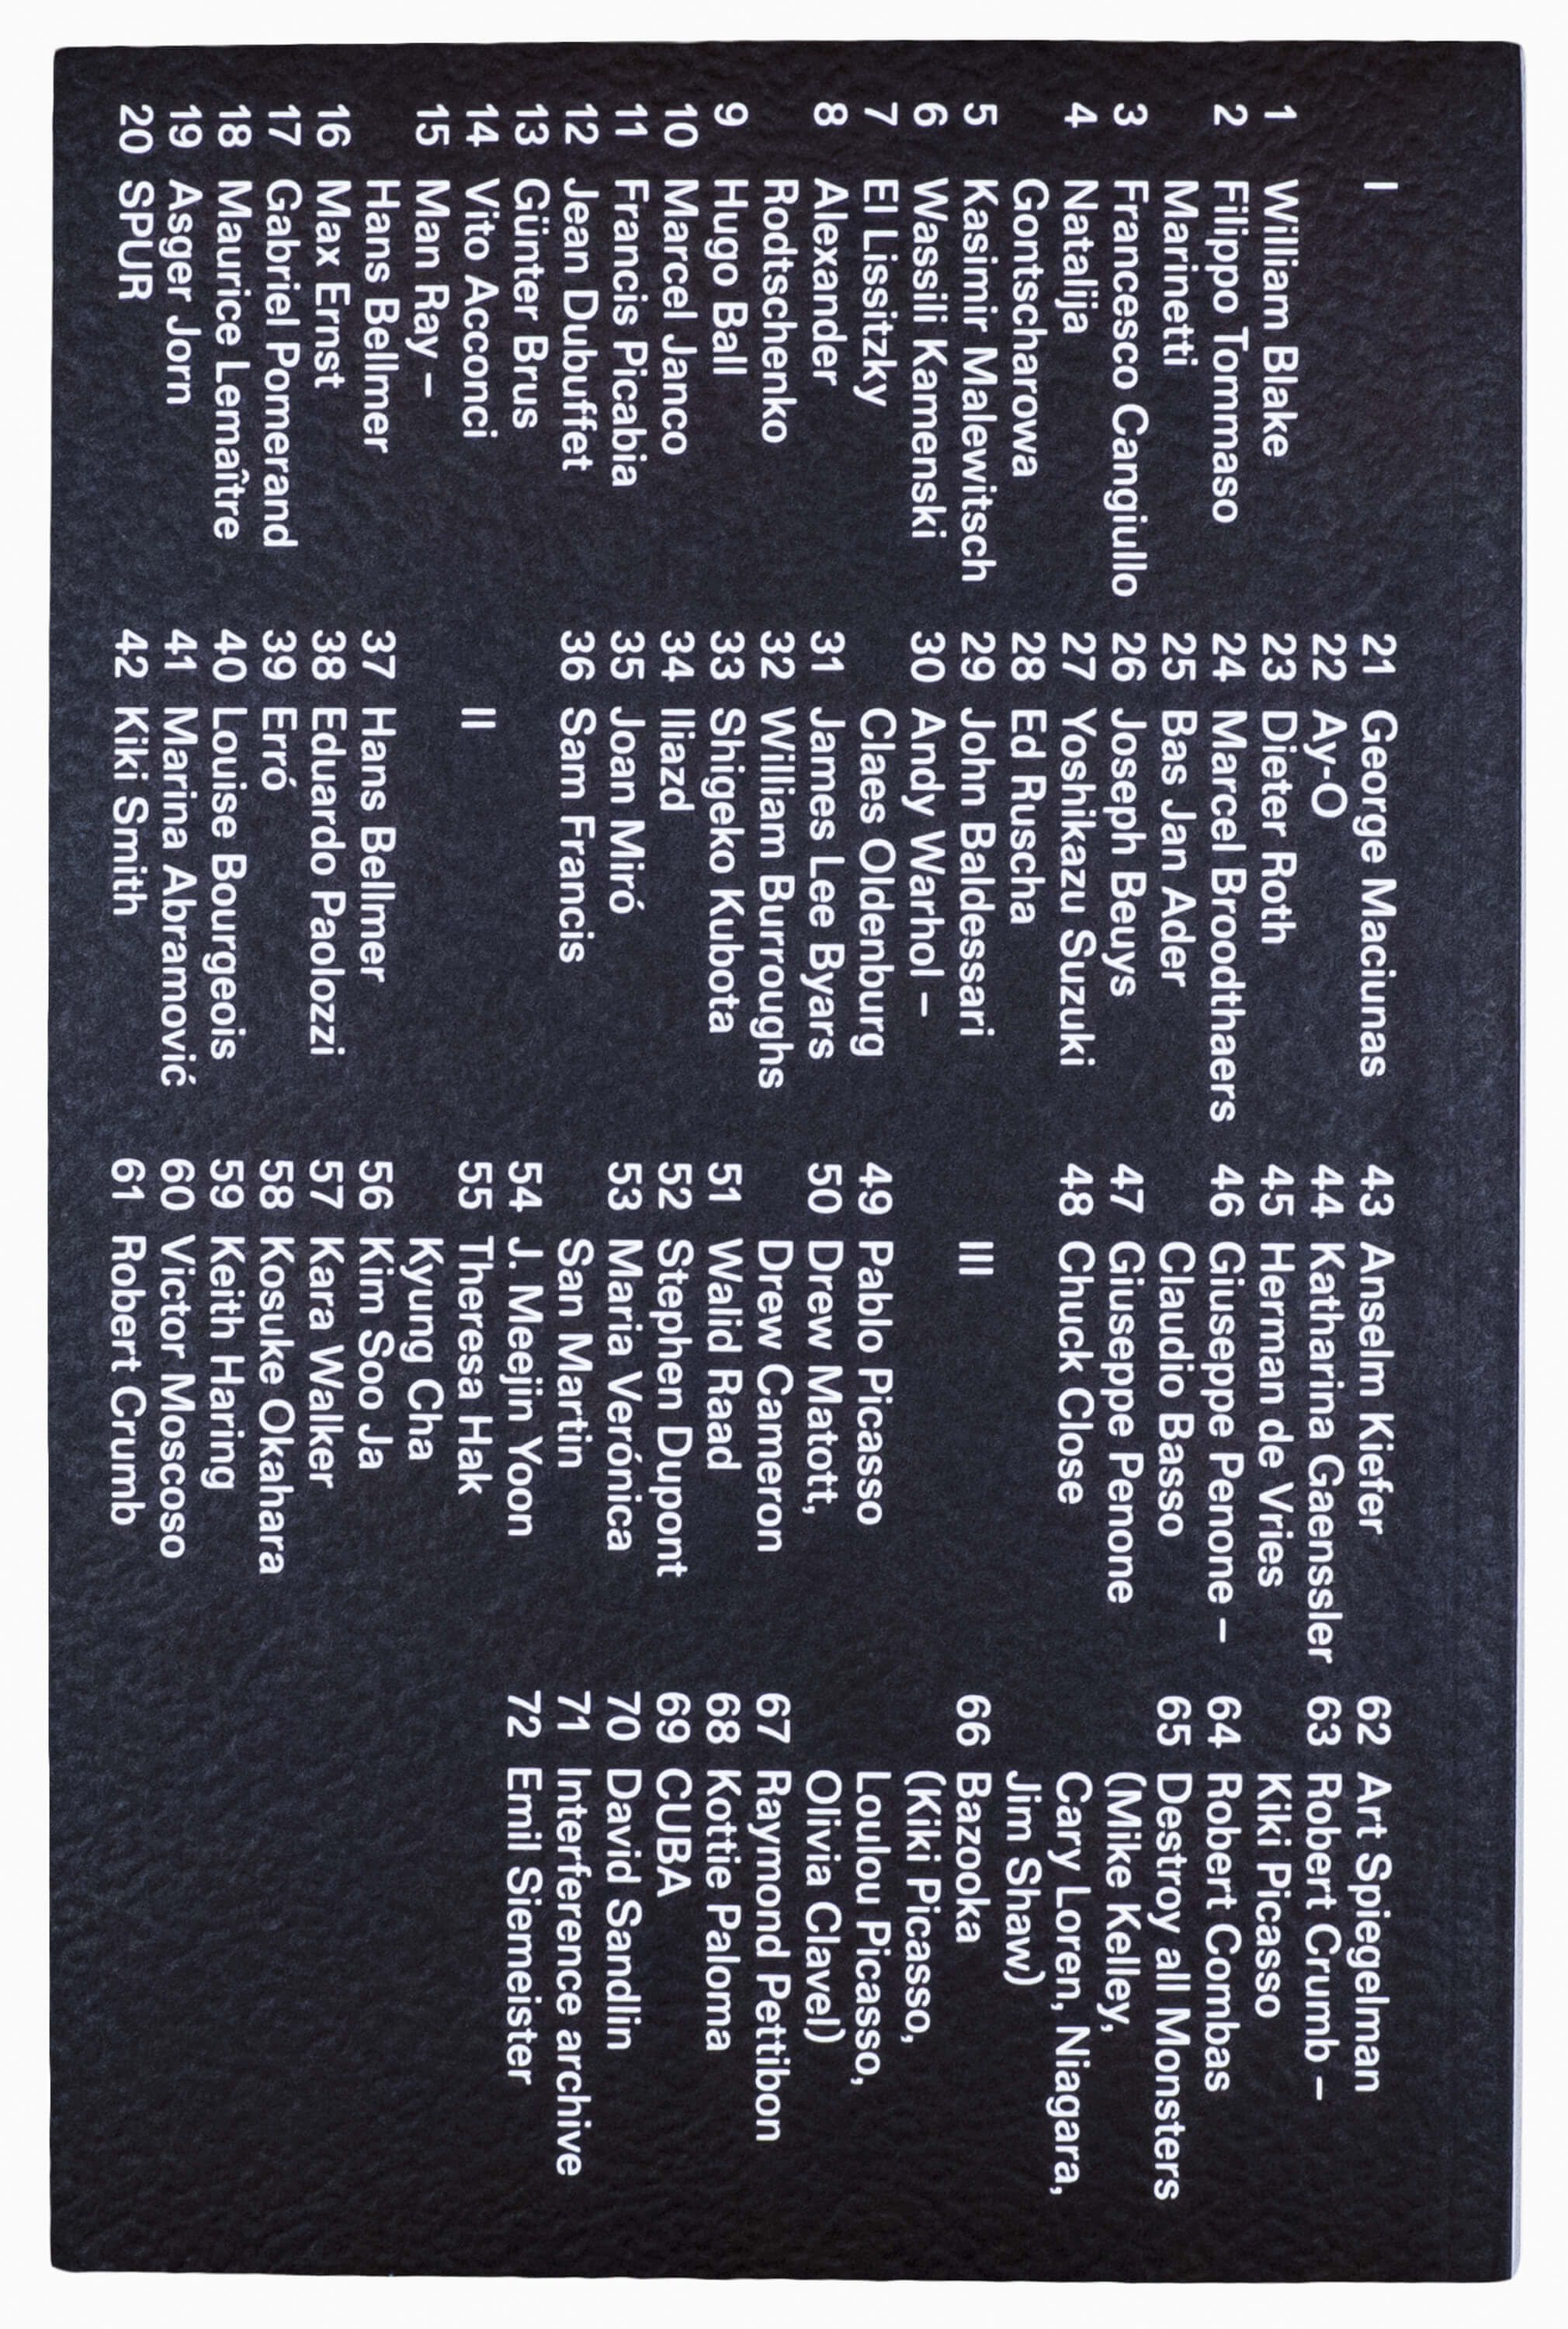 I
1 William Blake
2 Filippo Tommaso
Marinetti
3 Francesco Cangiullo
4 Natalija
Gontscharowa
5 Kasimir Malewitsch
6 Wassili Kamenski
7 El Lissitzky
8 Alexander
Rodtschenko
9 Hugo Ball
10 Marcel Janco
11 Francis Picabia
12 Jean Dubuffet
13 Günter Brus
14 Vito Acconci
15 Man Ray –
Hans Bellmer
16 Max Ernst
17 Gabriel Pomerand
18 Maurice Lemaître
19 Asger Jorn
20 SPUR
21 George Maciunas
22 Ay-O
23 Dieter Roth
24 Marcel Broodthaers
25 Bas Jan Ader
26 Joseph Beuys
27 Yoshikazu Suzuki
28 Ed Ruscha
29 John Baldessari
30 Andy Warhol –
Claes Oldenburg
31 James Lee Byars
32 William Burroughs
33 Shigeko Kubota
34 Iliazd
35 Joan Miró
36 Sam Francis
II
37 Hans Bellmer
38 Eduardo Paolozzi
39 Erró
40 Louise Bourgeois
41 Marina Abramović
42 Kiki Smith
43 Anselm Kiefer
44 Katharina Gaenssler
45 Herman de Vries
46 Giuseppe Penone –
Claudio Basso
47 Giuseppe Penone
48 Chuck Close
III
49 Pablo Picasso
50 Drew Matott,
Drew Cameron
51 Walid Raad
52 Stephen Dupont
53 Maria Verónica
San Martin
54 J. Meejin Yoon
55 Theresa Hak
Kyung Cha
56 Kim Soo Ja
57 Kara Walker
58 Kosuke Okahara
59 Keith Haring
60 Victor Moscoso
61 Robert Crumb
62 Art Spiegelman
63 Robert Crumb –
Kiki Picasso
64 Robert Combas
65 Destroy all Monsters
(Mike Kelley,
Cary Loren, Niagara,
Jim Shaw)
66 Bazooka
(Kiki Picasso,
Loulou Picasso,
Olivia Clavel)
67 Raymond Pettibon
68 Kottie Paloma
69 CUBA
70 David Sandlin
71 Interference archive
72 Emil Siemeister